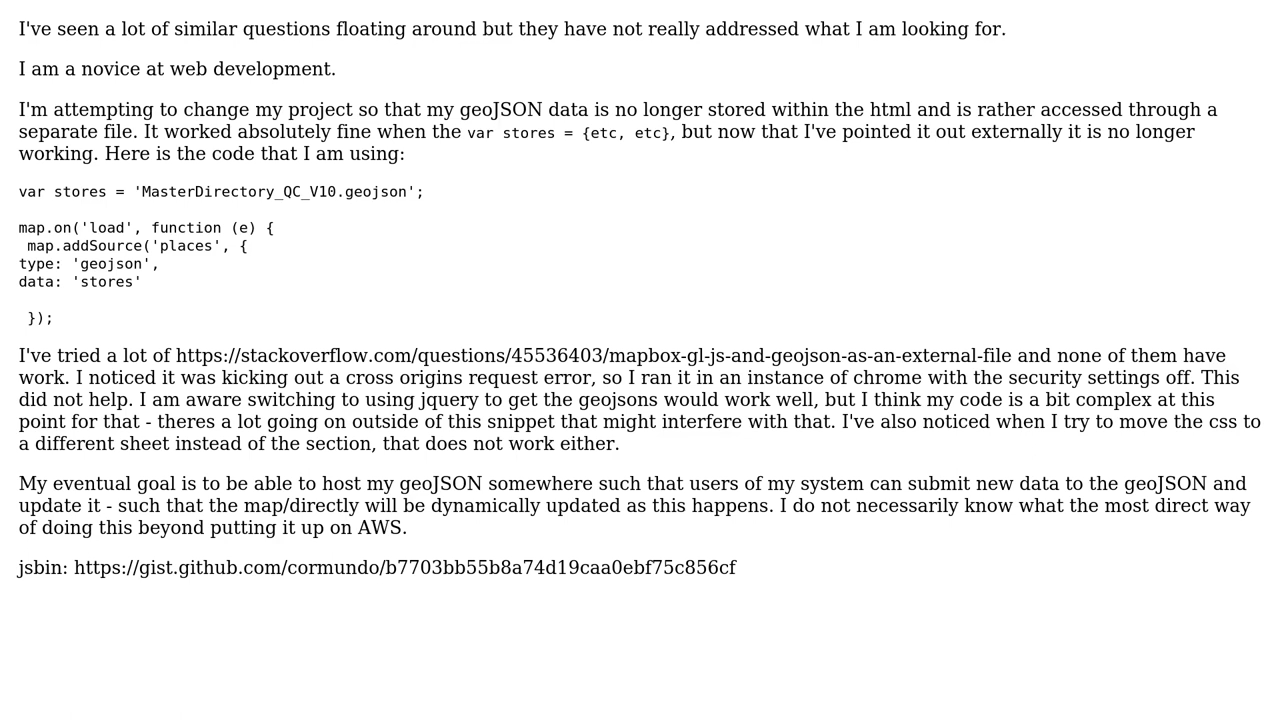 I've seen a lot of similar questions floating around but they have not really addressed what I am looking for.
I am a novice at web development.
I'm attempting to change my project so that my geoJSON data is no longer stored within the html and is rather accessed through a
separate file. It worked absolutely fine when the var stores = {etc, etc}, but now that I've pointed it out externally it is no longer
working. Here is the code that I am using:
var stores = 'MasterDirectory_QC_V10.geojson';
map.on('load', function (e) {
map.addSource('places', {
type: 'geojson',
data: 'stores'
});
I've tried a lot of https://stackoverflow.com/questions/45536403/mapbox-gl-js-and-geojson-as-an-external-file and none of them have
work. I noticed it was kicking out a cross origins request error, so I ran it in an instance of chrome with the security settings off. This
did not help. I am aware switching to using jquery to get the geojsons would work well, but I think my code is a bit complex at this
point for that - theres a lot going on outside of this snippet that might interfere with that. I've also noticed when I try to move the css to
a different sheet instead of the section, that does not work either.
My eventual goal is to be able to host my geoJSON somewhere such that users of my system can submit new data to the geoJSON and
update it - such that the map/directly will be dynamically updated as this happens. I do not necessarily know what the most direct way
of doing this beyond putting it up on AWS.
jsbin: https://gist.github.com/cormundo/b7703bb55b8a74d19caa0ebf75c856cf